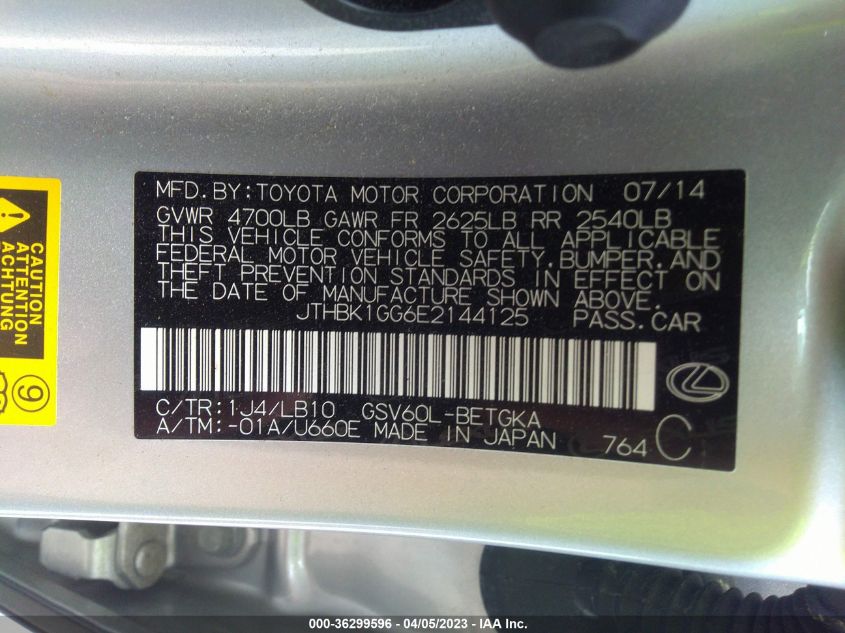 MFD.BY:TOYOTA MOTOR CORPORATION 07/14
GVWR 4700LB GAWR FR 2625LB RR 2540LB
THIS VEHICLE CONFORMS TO ALL APPLICABLE
FEDERAL MOTOR VEHICLE SAFETY,BUMPER,AND
THEFT PREVENTION STANDARDS IN EFFECT ON
THE DATE OF MANUFACTURE SHOWN ABOVE.
JTHBK1GG6E2144125 PASS.CAR
C/TR:1J4/LB10 GSV60L-BETGKA
A/TM:-01A/U660E MADE IN JAPAN 764 C
CAUTION
ACHTUNG
9
000-36299596 - 04/05/2023 - IAA Inc.